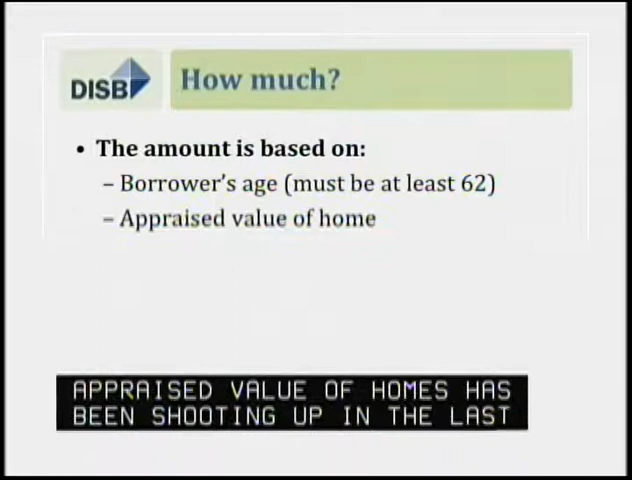 DISB
How much?
• The amount is based on:
– Borrower's age (must be at least 62)
– Appraised value of home
APPRAISED VALUE OF HOMES HAS
BEEN SHOOTING UP IN THE LAST